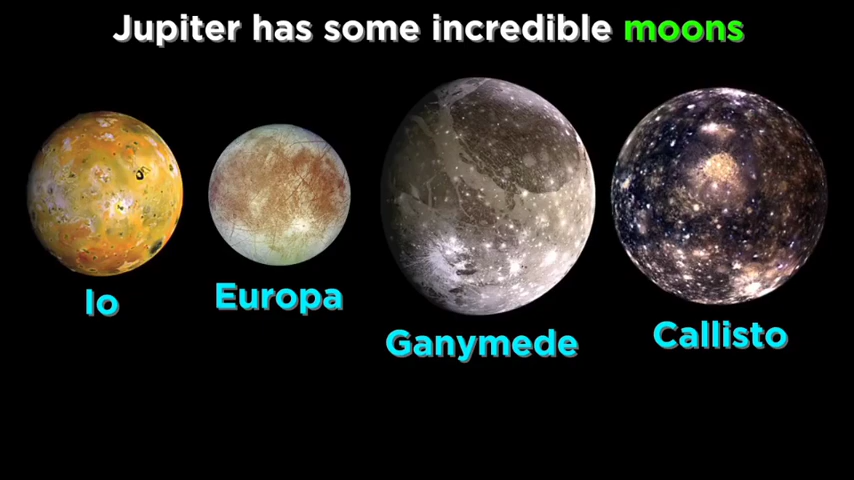 Jupiter has some incredible moons
Io
Europa
Ganymede
Callisto